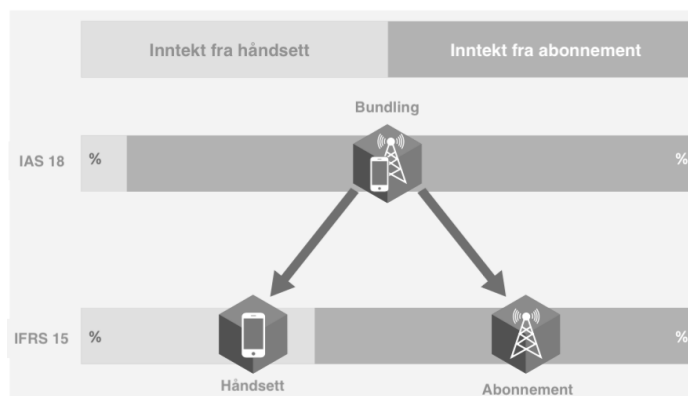 Inntekt fra håndsett
Inntekt fra abonnement
Bundling
IAS 18
%
%
IFRS 15
%
%
Håndsett
Abonnement